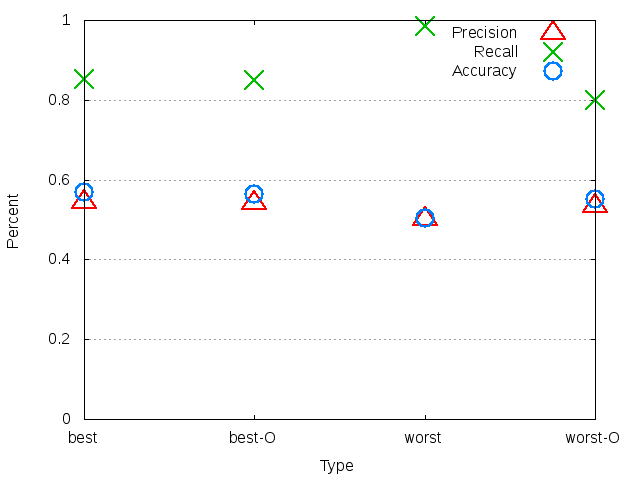 1
0.8
0.6
0.4
0.2
0
Percent
Precision
Recall
Accuracy
best
best-O
worst
worst-O
Type